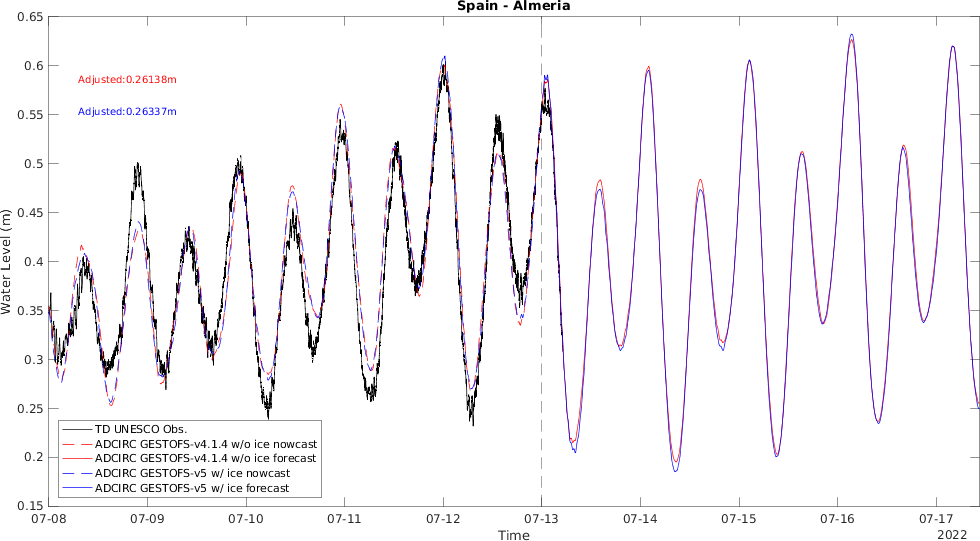 Spain - Almeria
0.65
0.6
0.55
0.5
0.45
0.4
0.35
0.3
0.25
0.2
0.15
Water Level (m)
Adjusted:0.26138m
Adjusted:0.26337m
TD UNESCO Obs.
ADCIRC GESTOFS-v4.1.4 w/o ice nowcast
ADCIRC GESTOFS-v4.1.4 w/o ice forecast
ADCIRC GESTOFS-v5 w/ ice nowcast
ADCIRC GESTOFS-v5 w/ ice forecast
07-08 07-09 07-10 07-11 07-12 07-13 07-14 07-15 07-16 07-17
Time
2022